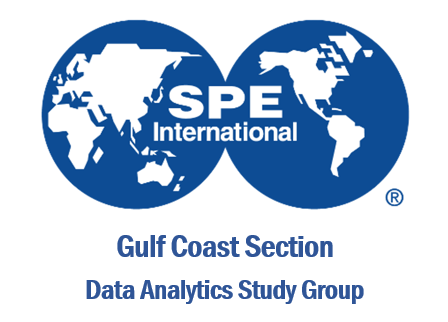 SPE
International
®
Gulf Coast Section
Data Analytics Study Group